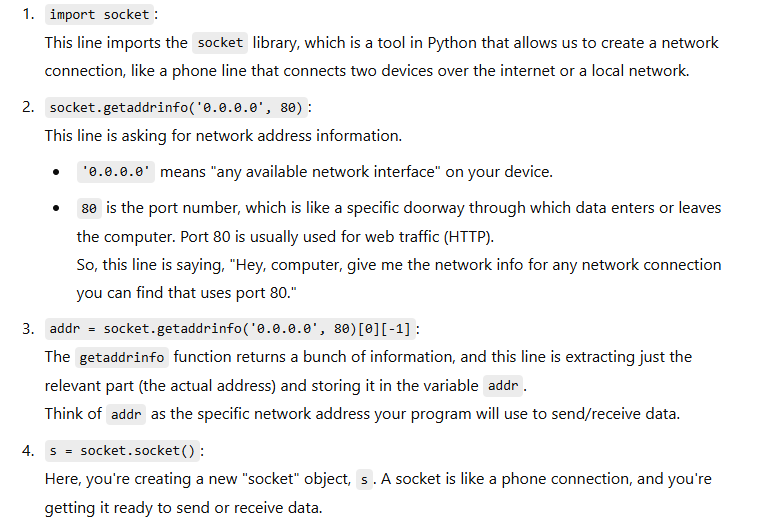 1. import socket:
This line imports the socket library, which is a tool in Python that allows us to create a network
connection, like a phone line that connects two devices over the internet or a local network.
2. socket.getaddrinfo('0.0.0.0', 80):
This line is asking for network address information.
• '0.0.0.0' means "any available network interface" on your device.
• 80 is the port number, which is like a specific doorway through which data enters or leaves
the computer. Port 80 is usually used for web traffic (HTTP).
So, this line is saying, "Hey, computer, give me the network info for any network connection
you can find that uses port 80."
3. addr = socket.getaddrinfo('0.0.0.0', 80)[0][-1]:
The getaddrinfo function returns a bunch of information, and this line is extracting just the
relevant part (the actual address) and storing it in the variable addr.
Think of addr as the specific network address your program will use to send/receive data.
4. s = socket.socket():
Here, you're creating a new "socket" object, s. A socket is like a phone connection, and you're
getting it ready to send or receive data.